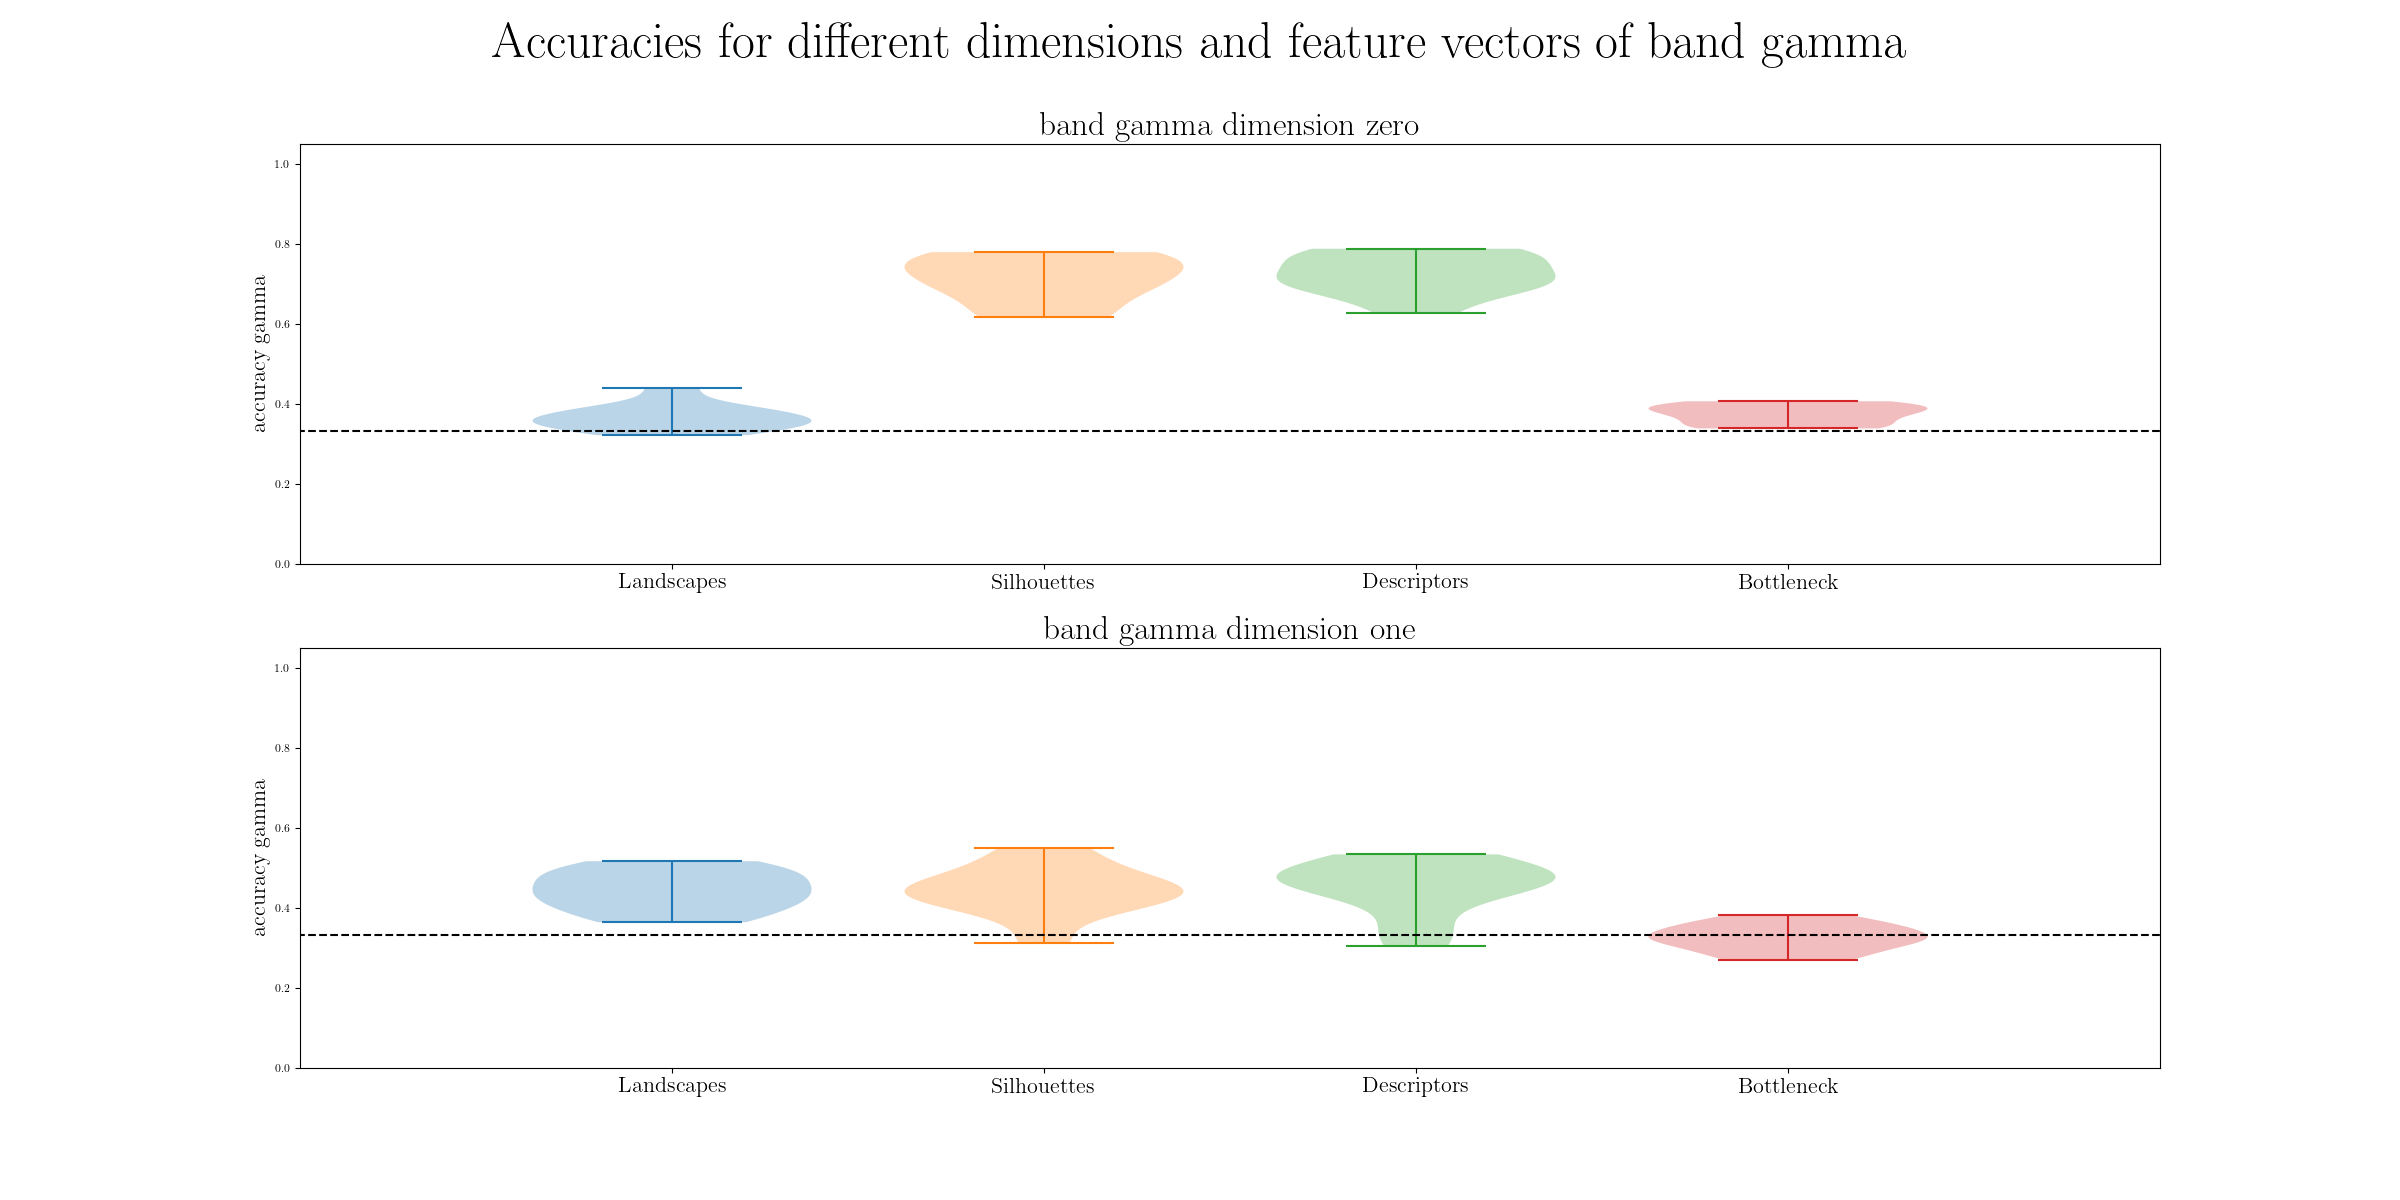 Accuracies for different dimensions and feature vectors of band gamma
band gamma dimension zero
accuracy gamma
1.0
0.8
0.6
0.4
0.2
0.0
Landscapes Silhouettes Descriptors Bottleneck
band gamma dimension one
accuracy gamma
1.0
0.8
0.6
0.4
0.2
0.0
Landscapes Silhouettes Descriptors Bottleneck